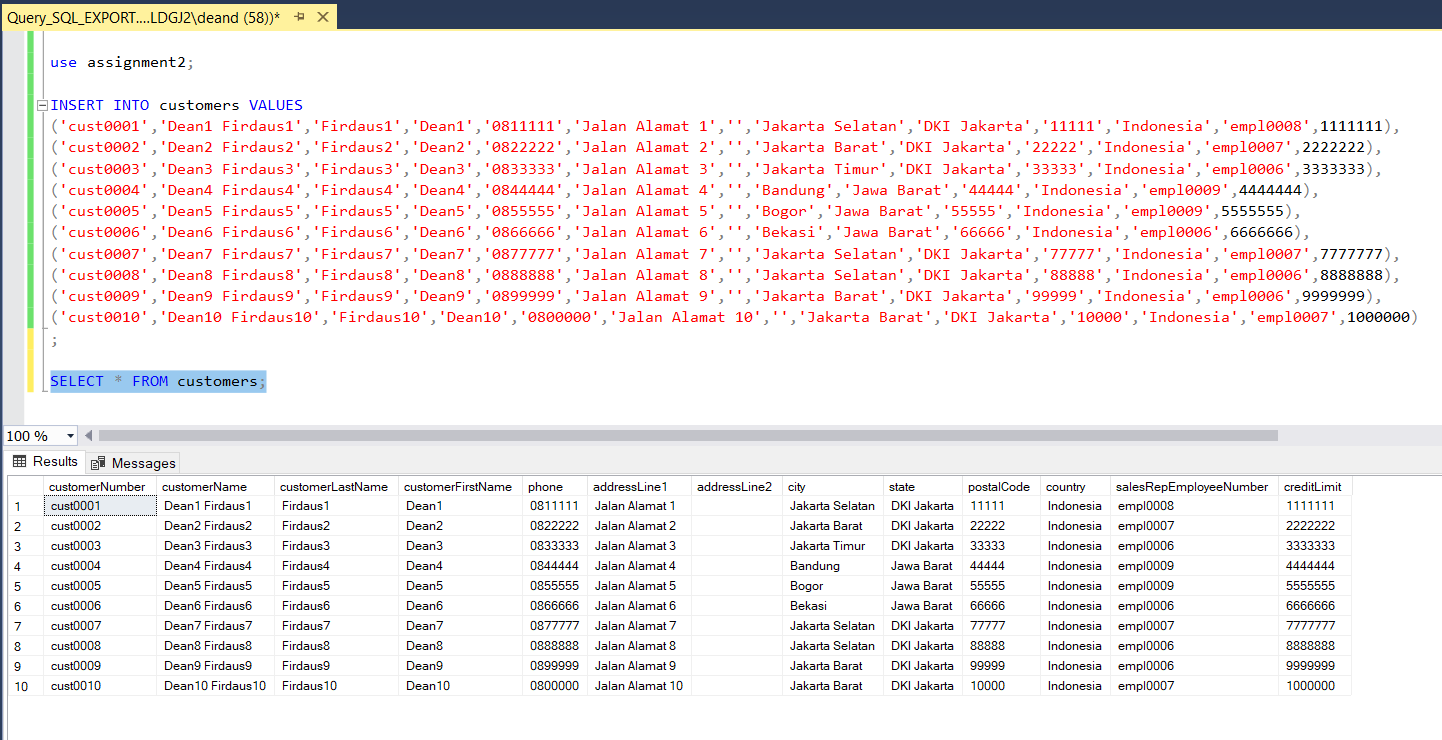 Query_SQL_EXPORT....LDGJ2\deand (58))*
use assignment2;
INSERT INTO customers VALUES
('cust0001','Dean1 Firdaus1','Firdaus1','Dean1','0811111','Jalan Alamat 1','','Jakarta Selatan','DKI Jakarta','11111','Indonesia','empl0008',1111111),
('cust0002','Dean2 Firdaus2','Firdaus2','Dean2','0822222','Jalan Alamat 2','','Jakarta Barat','DKI Jakarta','22222','Indonesia','empl0007',2222222),
('cust0003','Dean3 Firdaus3','Firdaus3','Dean3','0833333','Jalan Alamat 3','','Jakarta Timur','DKI Jakarta','33333','Indonesia','empl0006',3333333),
('cust0004','Dean4 Firdaus4','Firdaus4','Dean4','0844444','Jalan Alamat 4','','Bandung','Jawa Barat','44444','Indonesia','empl0009',4444444),
('cust0005','Dean5 Firdaus5','Firdaus5','Dean5','0855555','Jalan Alamat 5','','Bogor','Jawa Barat','55555','Indonesia','empl0009',5555555),
('cust0006','Dean6 Firdaus6','Firdaus6','Dean6','0866666','Jalan Alamat 6','','Bekasi','Jawa Barat','66666','Indonesia','empl0006',6666666),
('cust0007','Dean7 Firdaus7','Firdaus7','Dean7','0877777','Jalan Alamat 7','','Jakarta Selatan','DKI Jakarta','77777','Indonesia','empl0007',7777777),
('cust0008','Dean8 Firdaus8','Firdaus8','Dean8','0888888','Jalan Alamat 8','','Jakarta Selatan','DKI Jakarta','88888','Indonesia','empl0006',8888888),
('cust0009','Dean9 Firdaus9','Firdaus9','Dean9','0899999','Jalan Alamat 9','','Jakarta Barat','DKI Jakarta','99999','Indonesia','empl0006',9999999),
('cust0010','Dean10 Firdaus10','Firdaus10','Dean10','0800000','Jalan Alamat 10','','Jakarta Barat','DKI Jakarta','10000','Indonesia','empl0007',1000000)
;
SELECT * FROM customers;
100 %
Results Messages
customerNumber customerName customerLastName customerFirstName phone addressLine1 addressLine2 city state postalCode country salesRepEmployeeNumber creditLimit
1 cust0001 Dean1 Firdaus1 Firdaus1 Dean1 0811111 Jalan Alamat 1 Jakarta Selatan DKI Jakarta 11111 Indonesia empl0008 1111111
2 cust0002 Dean2 Firdaus2 Firdaus2 Dean2 0822222 Jalan Alamat 2 Jakarta Barat DKI Jakarta 22222 Indonesia empl0007 2222222
3 cust0003 Dean3 Firdaus3 Firdaus3 Dean3 0833333 Jalan Alamat 3 Jakarta Timur DKI Jakarta 33333 Indonesia empl0006 3333333
4 cust0004 Dean4 Firdaus4 Firdaus4 Dean4 0844444 Jalan Alamat 4 Bandung Jawa Barat 44444 Indonesia empl0009 4444444
5 cust0005 Dean5 Firdaus5 Firdaus5 Dean5 0855555 Jalan Alamat 5 Bogor Jawa Barat 55555 Indonesia empl0009 5555555
6 cust0006 Dean6 Firdaus6 Firdaus6 Dean6 0866666 Jalan Alamat 6 Bekasi Jawa Barat 66666 Indonesia empl0006 6666666
7 cust0007 Dean7 Firdaus7 Firdaus7 Dean7 0877777 Jalan Alamat 7 Jakarta Selatan DKI Jakarta 77777 Indonesia empl0007 7777777
8 cust0008 Dean8 Firdaus8 Firdaus8 Dean8 0888888 Jalan Alamat 8 Jakarta Selatan DKI Jakarta 88888 Indonesia empl0006 8888888
9 cust0009 Dean9 Firdaus9 Firdaus9 Dean9 0899999 Jalan Alamat 9 Jakarta Barat DKI Jakarta 99999 Indonesia empl0006 9999999
10 cust0010 Dean10 Firdaus10 Firdaus10 Dean10 0800000 Jalan Alamat 10 Jakarta Barat DKI Jakarta 10000 Indonesia empl0007 1000000